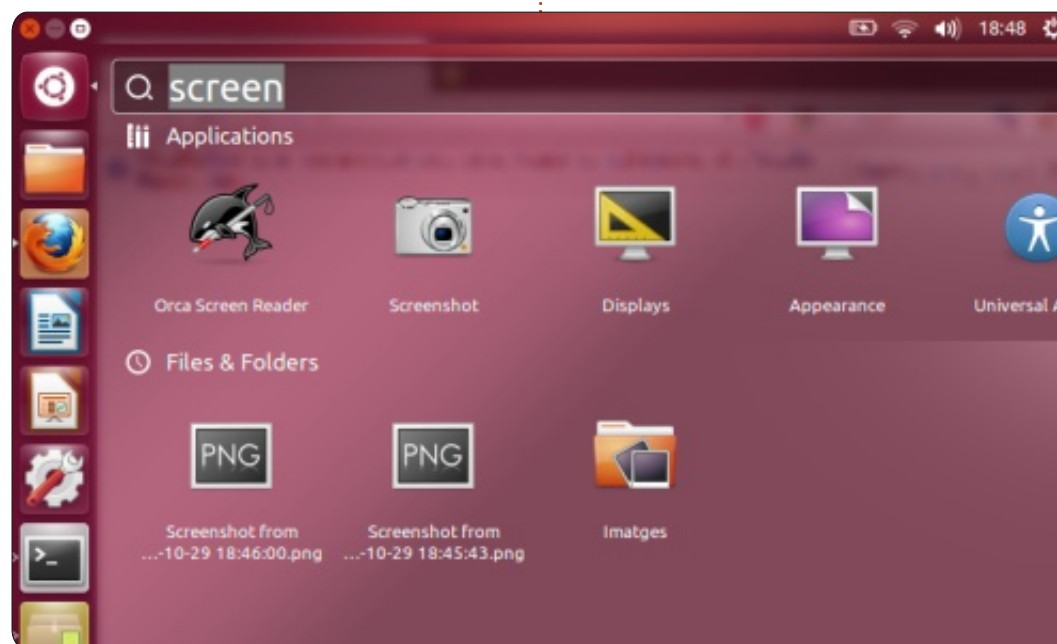 18:48
screen
Applications
Orca Screen Reader
Screenshot
Displays
Appearance
Universal A
Files & Folders
PNG
PNG
Screenshot from
...-10-29 18:46:00.png
Screenshot from
...-10-29 18:45:43.png
Imatges